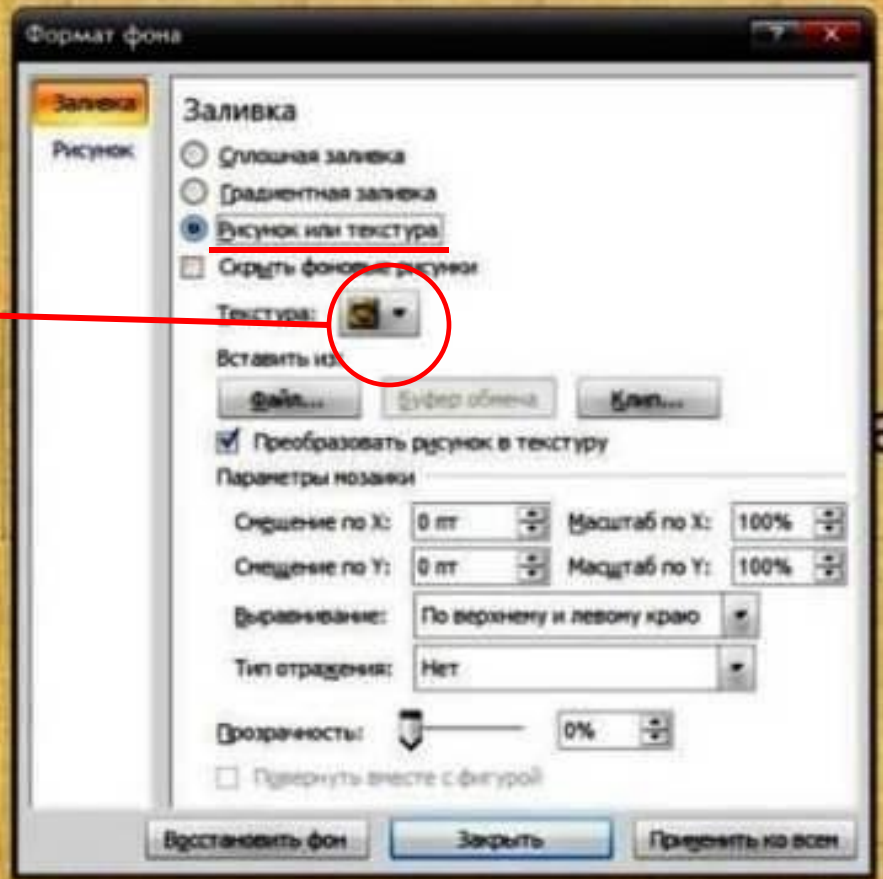 Формат фона
Заливка
Рисунок
Заливка
Сплошная заливка
Градиентная заливка
Рисунок или текстура
Скрыть фоновые рисунки
Текстура:
Вставить из:
Файл...
Буфер обмена
Клип...
Преобразовать рисунок в текстуру
Параметры мозаики
Смещение по X: 0 пт Масштаб по X: 100%
Смещение по Y: 0 пт Масштаб по Y: 100%
Выравнивание: По верхнему и левому краю
Тип отражения: Нет
Прозрачность: 0%
Повернуть вместе с фигурой
Восстановить фон
Закрыть
Применить ко всем